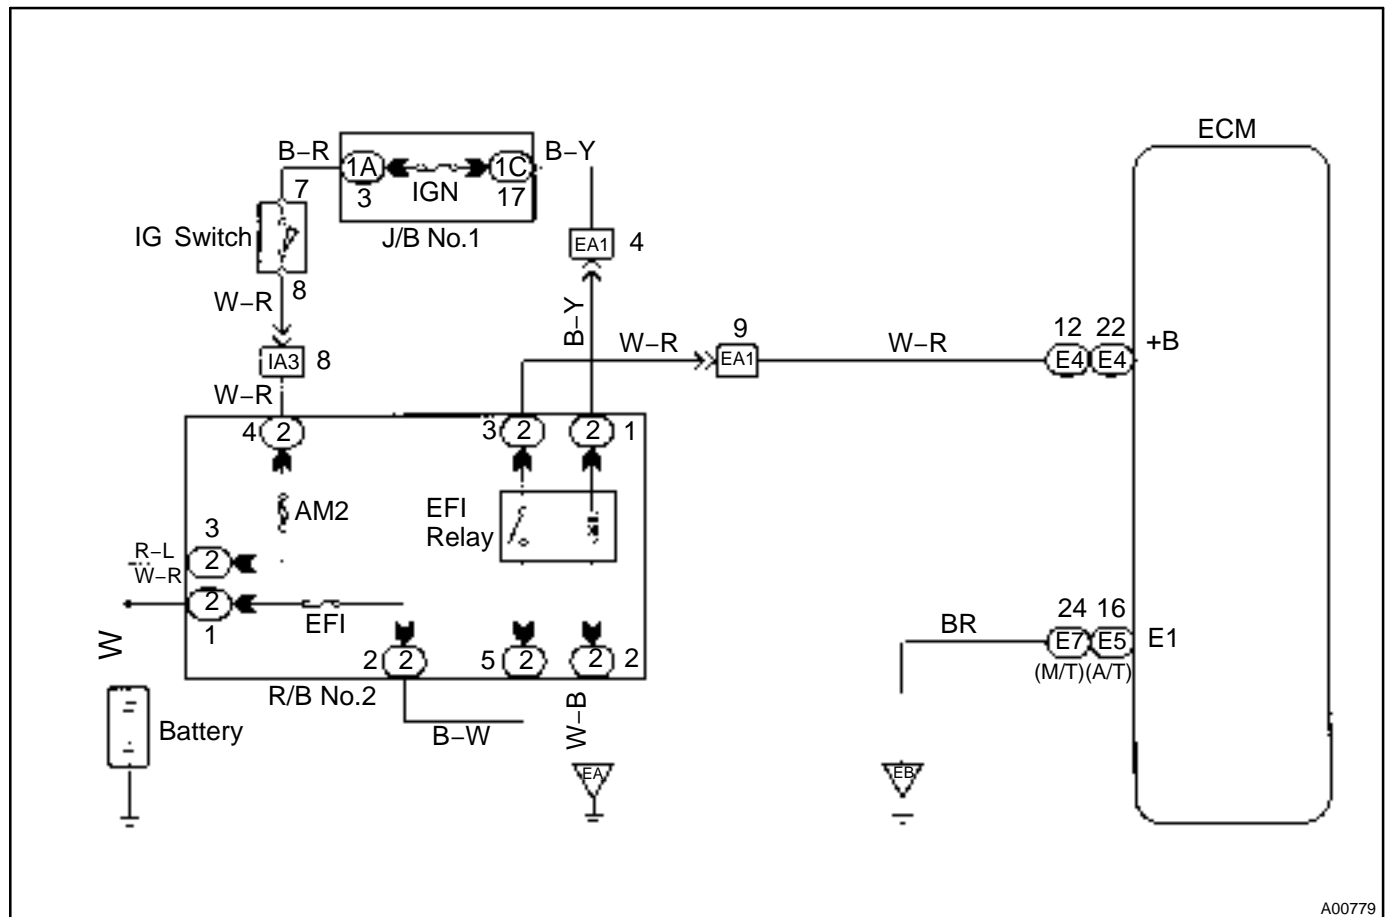 ECM
B–R
1A
IGN
1C
B–Y
3
17
7
J/B No.1
IG Switch
EA1
4
8
W–R
B–Y
IA3
8
W–R
W–R
9
EA1
W–R
12
22
E4
E4
+B
4
2
3
2
2
1
AM2
EFI
Relay
3
R–L
W–R
2
2
1
EFI
W
2
2
5
2
2
2
R/B No.2
B–W
W–B
Battery
EA
BR
24
16
E7
E5
E1
(M/T)
(A/T)
EB
A00779